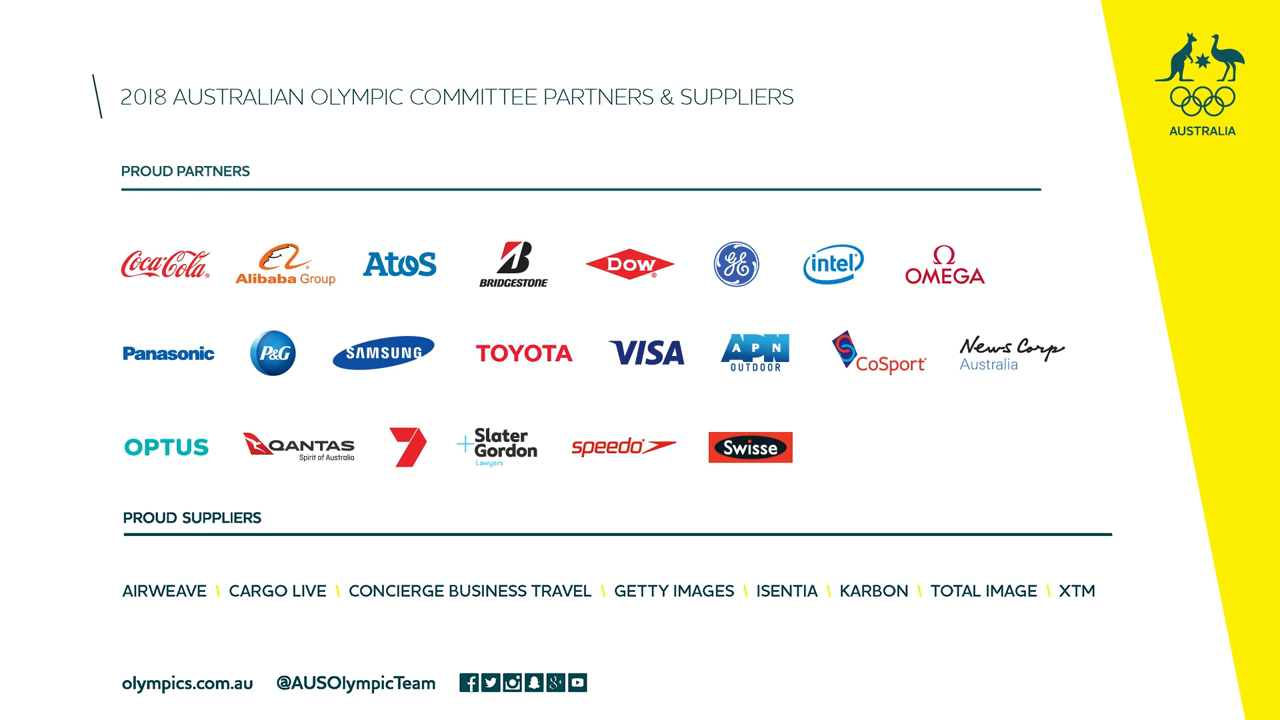 2018 AUSTRALIAN OLYMPIC COMMITTEE PARTNERS & SUPPLIERS
AUSTRALIA
PROUD PARTNERS
Coca-Cola
Alibaba Group
Atos
BRIDGESTONE
Dow
GE
intel
Ω OMEGA
Panasonic
P&G
SAMSUNG
TOYOTA
VISA
APN
OUTDOOR
CoSport
News Corp
Australia
OPTUS
QANTAS
Spirit of Australia
7
Slater
Gordon
Lawyers
speedo
Swisse
PROUD SUPPLIERS
AIRWEAVE \ CARGO LIVE \ CONCIERGE BUSINESS TRAVEL \ GETTY IMAGES \ ISENTIA \ KARBON \ TOTAL IMAGE \ XTM
olympics.com.au @AUSOlympicTeam